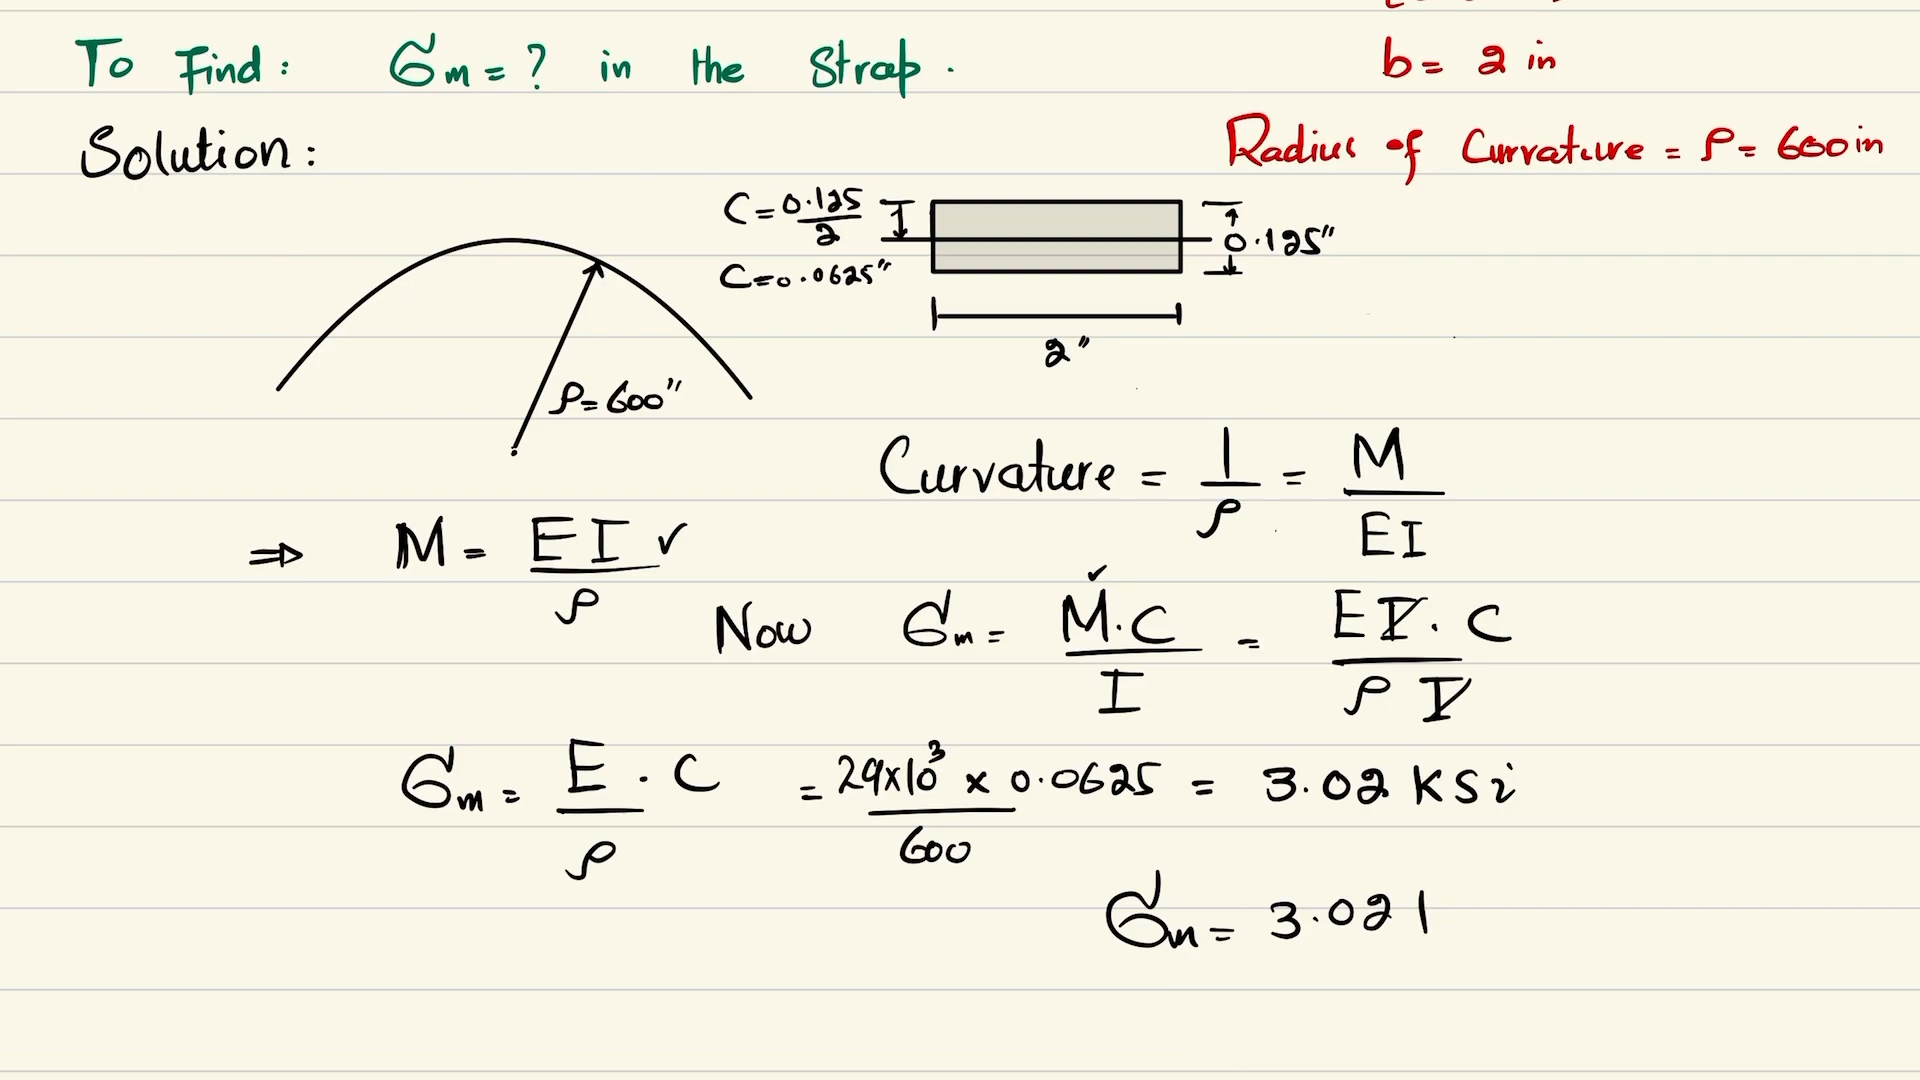 To Find: σm = ? in the Strap.
b = 2 in
Solution:
Radius of Curvature = ρ = 600 in
C = 0.125/2
0.125"
C = 0.0625"
2"
ρ = 600"
Curvature = 1/ρ = M/EI
⇒ M = EI/ρ ✓
Now σm = M·C/I = EI·C/ρI
σm = E/ρ · C = 29x10³/600 x 0.0625 = 3.02 KSi
σm = 3.02 |